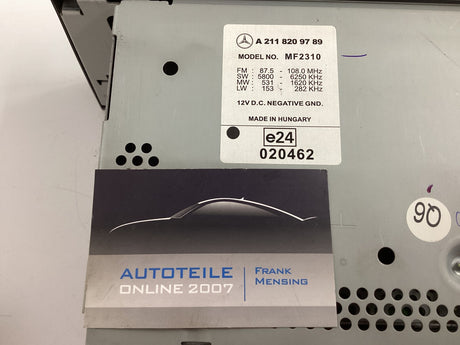 A 211 820 97 89
MODEL NO. MF2310
FM : 87.5 - 108.0 MHz
SW : 5800 - 6250 KHz
MW : 531 - 1620 KHz
LW : 153 - 282 KHz
12V D.C. NEGATIVE GND.
MADE IN HUNGARY
e24
020462
90
AUTOTEILE
ONLINE 2007
FRANK
MENSING